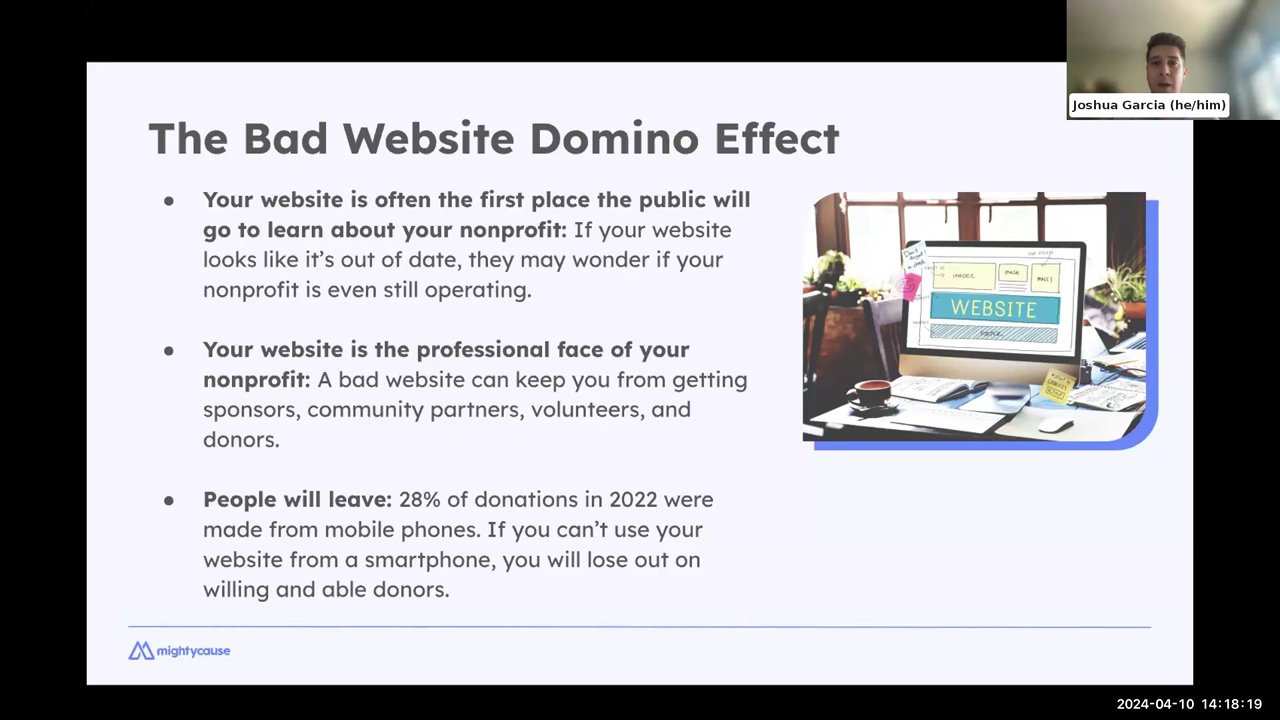 Joshua Garcia (he/him)
The Bad Website Domino Effect
● Your website is often the first place the public will
go to learn about your nonprofit: If your website
looks like it’s out of date, they may wonder if your
nonprofit is even still operating.
● Your website is the professional face of your
nonprofit: A bad website can keep you from getting
sponsors, community partners, volunteers, and
donors.
● People will leave: 28% of donations in 2022 were
made from mobile phones. If you can’t use your
website from a smartphone, you will lose out on
willing and able donors.
WEBSITE
mightycause
2024-04-10 14:18:19